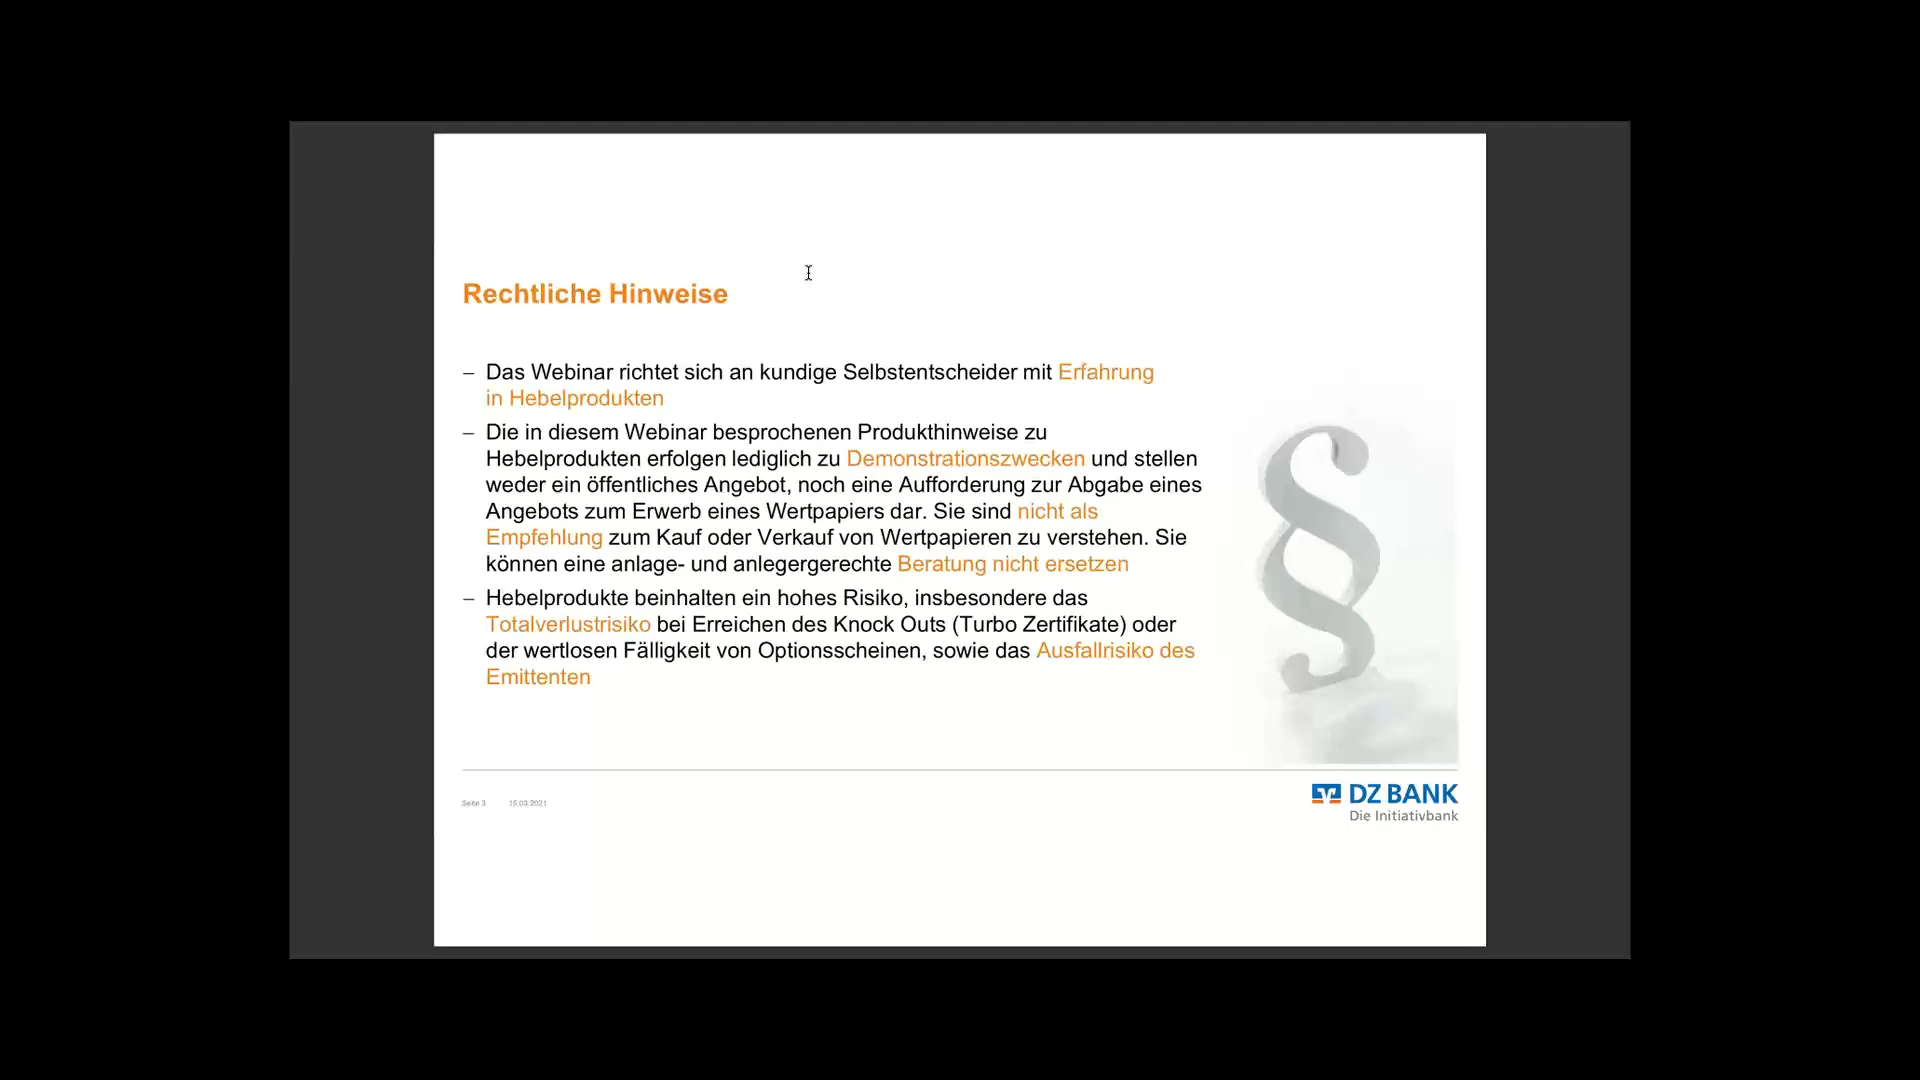 Rechtliche Hinweise
– Das Webinar richtet sich an kundige Selbstentscheider mit Erfahrung
in Hebelprodukten
– Die in diesem Webinar besprochenen Produkthinweise zu
Hebelprodukten erfolgen lediglich zu Demonstrationszwecken und stellen
weder ein öffentliches Angebot, noch eine Aufforderung zur Abgabe eines
Angebots zum Erwerb eines Wertpapiers dar. Sie sind nicht als
Empfehlung zum Kauf oder Verkauf von Wertpapieren zu verstehen. Sie
können eine anlage- und anlegergerechte Beratung nicht ersetzen
– Hebelprodukte beinhalten ein hohes Risiko, insbesondere das
Totalverlustrisiko bei Erreichen des Knock Outs (Turbo Zertifikate) oder
der wertlosen Fälligkeit von Optionsscheinen, sowie das Ausfallrisiko des
Emittenten
§
Seite 3 15.03.2021
DZ BANK
Die Initiativbank